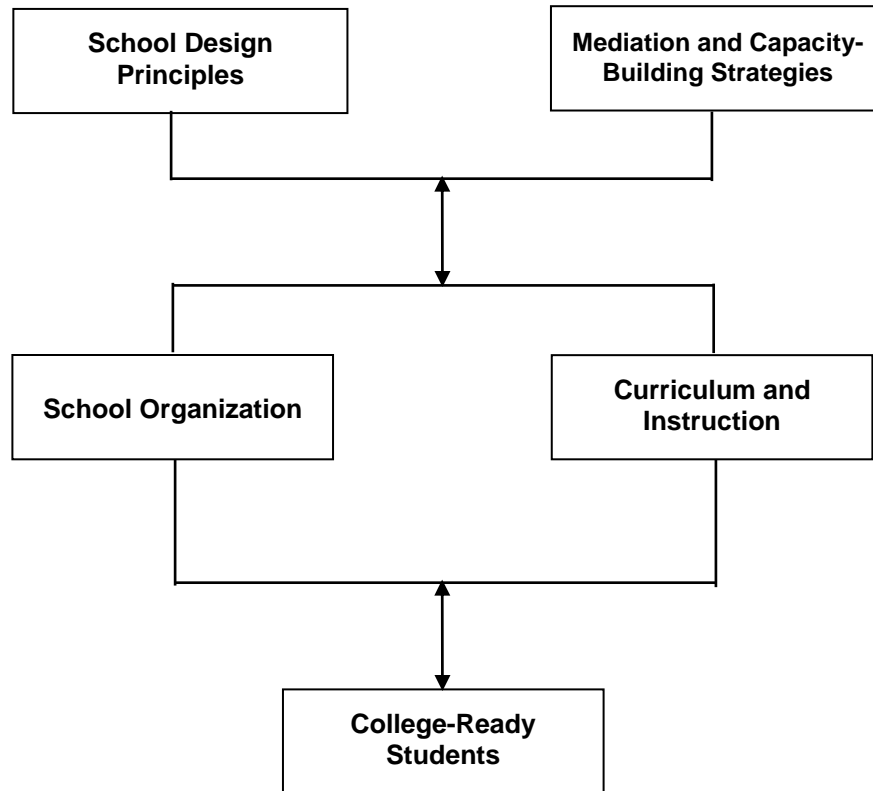 School Design
Principles
Mediation and Capacity-
Building Strategies
School Organization
Curriculum and
Instruction
College-Ready
Students